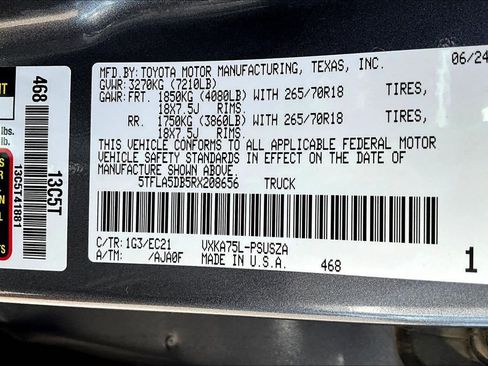 MFD.BY:TOYOTA MOTOR MANUFACTURING, TEXAS, INC. 06/24
GVWR:3270KG (7210LB)
GAWR:FRT. 1850KG (4080LB) WITH 265/70R18 TIRES,
18X7.5J RIMS.
RR. 1750KG (3860LB) WITH 265/70R18 TIRES,
18X7.5J RIMS.
THIS VEHICLE CONFORMS TO ALL APPLICABLE FEDERAL MOTOR
VEHICLE SAFETY STANDARDS IN EFFECT ON THE DATE OF
MANUFACTURE SHOWN ABOVE.
5TFLA5DB5RX208656 TRUCK
C/TR:1G3/EC21 VXKA75L-PSUSZA
A/TM: /AJA0F MADE IN U.S.A. 468 1
468
13C5T
13C5T41881
lbs.